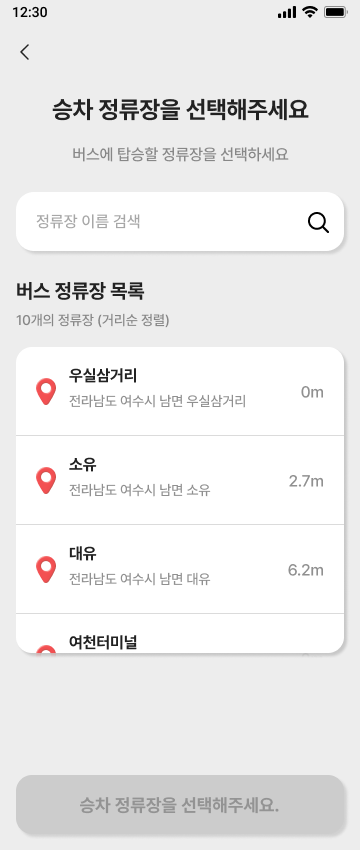 12:30
승차 정류장을 선택해주세요
버스에 탑승할 정류장을 선택하세요
정류장 이름 검색
버스 정류장 목록
10개의 정류장 (거리순 정렬)
우실삼거리
전라남도 여수시 남면 우실삼거리
0m
소유
전라남도 여수시 남면 소유
2.7m
대유
전라남도 여수시 남면 대유
6.2m
여천터미널
승차 정류장을 선택해주세요.